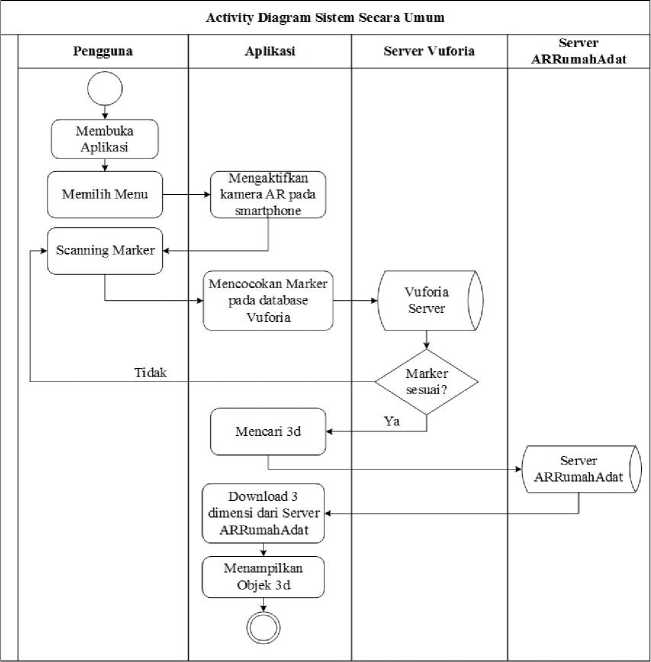 Activity Diagram Sistem Secara Umum
Pengguna
Aplikasi
Server Vuforia
Server
ARRumahAdat
Membuka
Aplikasi
Memilih Menu
Mengaktifkan
kamera AR pada
smartphone
Scanning Marker
Mencocokan Marker
pada database
Vuforia
Vuforia
Server
Tidak
Marker
sesuai?
Ya
Mencari 3d
Server
ARRumahAdat
Download 3
dimensi dari Server
ARRumahAdat
Menampilkan
Objek 3d